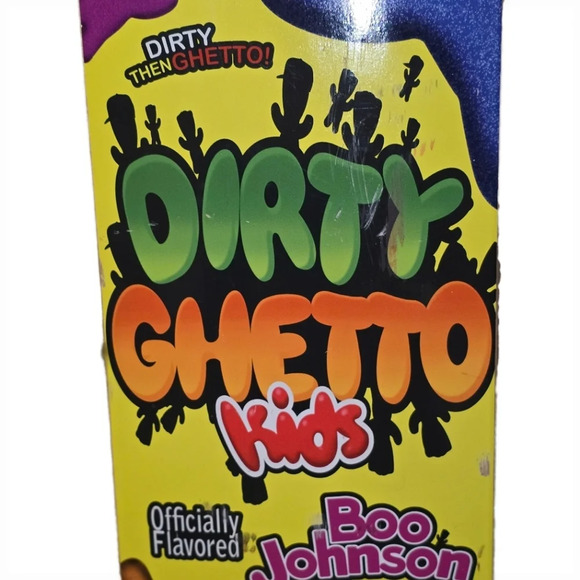 DIRTY
THEN GHETTO!
DIRTY
GHETTO
Kids
Officially
Flavored
Boo
Johnson